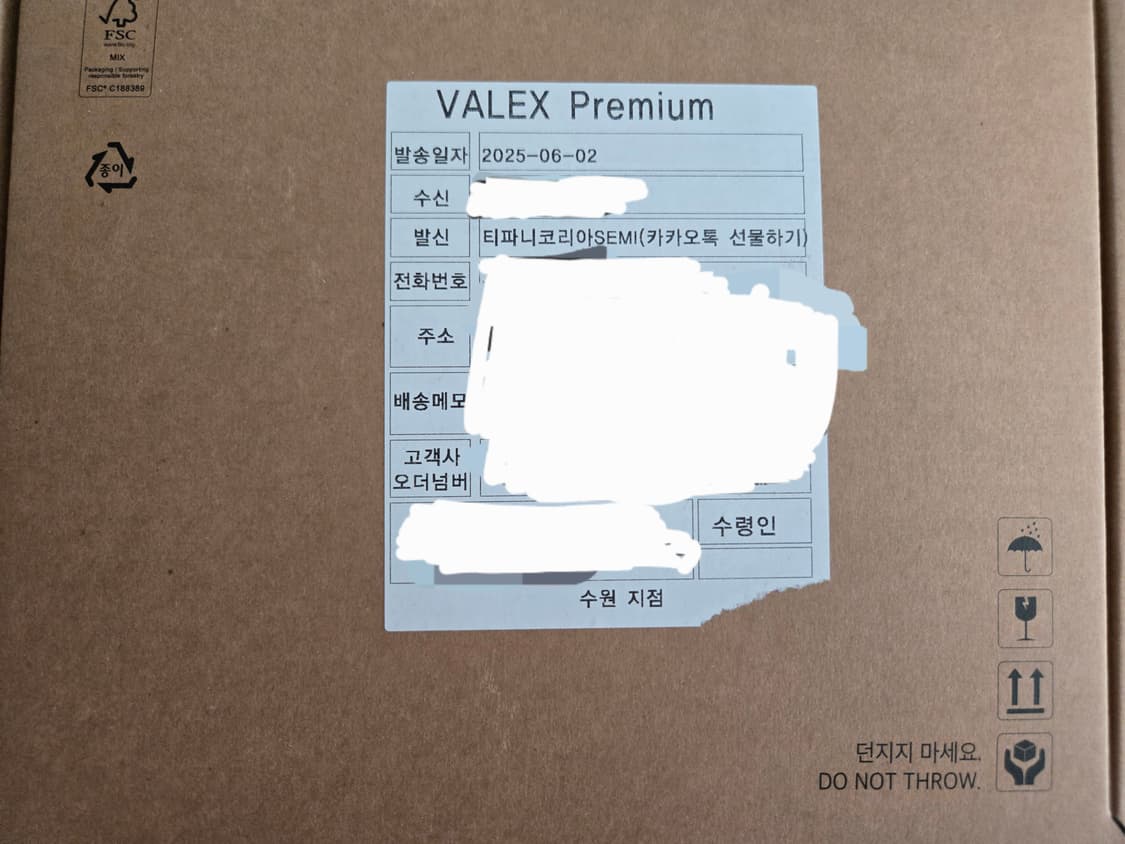 FSC
www.fsc.org
MIX
Packaging | Supporting
responsible forestry
FSC® C188389
종이
VALEX Premium
발송일자 2025-06-02
수신
발신 티파니코리아SEMI(카카오톡 선물하기)
전화번호
주소
배송메모
고객사
오더넘버
수령인
수원 지점
던지지 마세요.
DO NOT THROW.